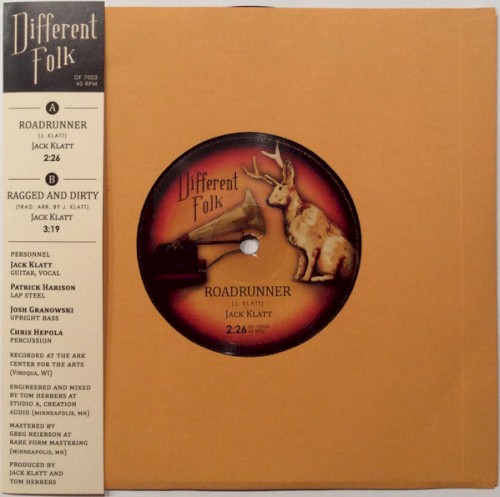 Different
Folk
DF 7003
45 RPM
A
ROADRUNNER
(J. KLATT)
JACK KLATT
2:26
B
RAGGED AND DIRTY
(TRAD. ARR. BY J. KLATT)
JACK KLATT
3:19
PERSONNEL
JACK KLATT
GUITAR, VOCAL
PATRICK HARISON
LAP STEEL
JOSH GRANOWSKI
UPRIGHT BASS
CHRIS HEPOLA
PERCUSSION
RECORDED AT THE ARK
CENTER FOR THE ARTS
(VIROQUA, WI)
ENGINEERED AND MIXED
BY TOM HERBERS AT
STUDIO A, CREATION
AUDIO (MINNEAPOLIS, MN)
MASTERED BY
GREG REIERSON AT
RARE FORM MASTERING
(MINNEAPOLIS, MN)
PRODUCED BY
JACK KLATT AND
TOM HERBERS
Different
Folk
ROADRUNNER
(J. KLATT)
JACK KLATT
2:26
45 RPM